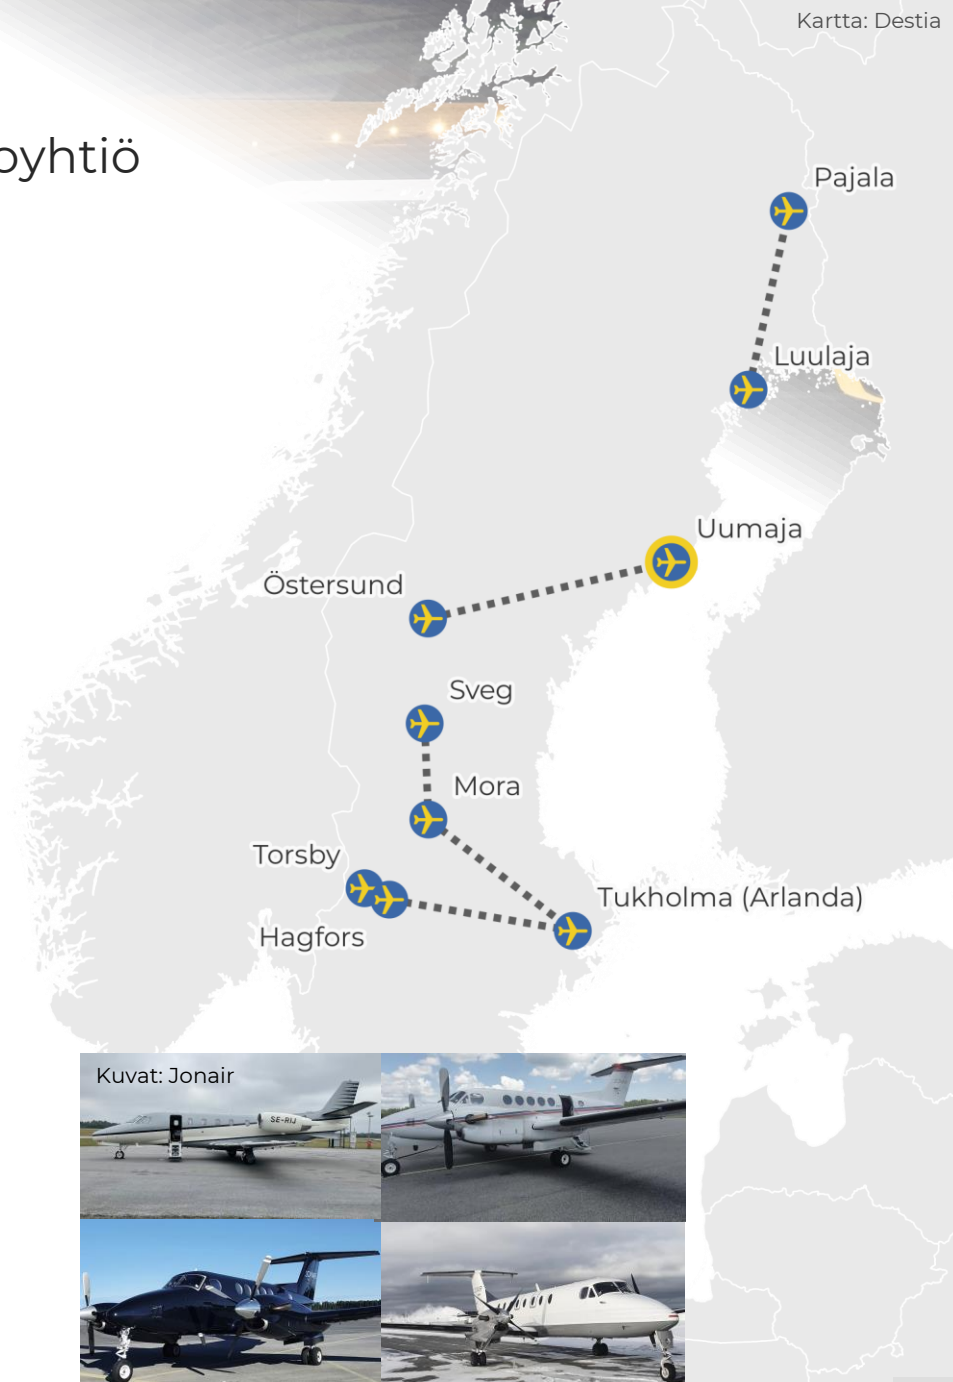 Kartta: Destia
oyhtiö
Pajala
Luulaja
Uumaja
Östersund
Sveg
Mora
Torsby
Tukholma (Arlanda)
Hagfors
Kuvat: Jonair
SE-RIJ